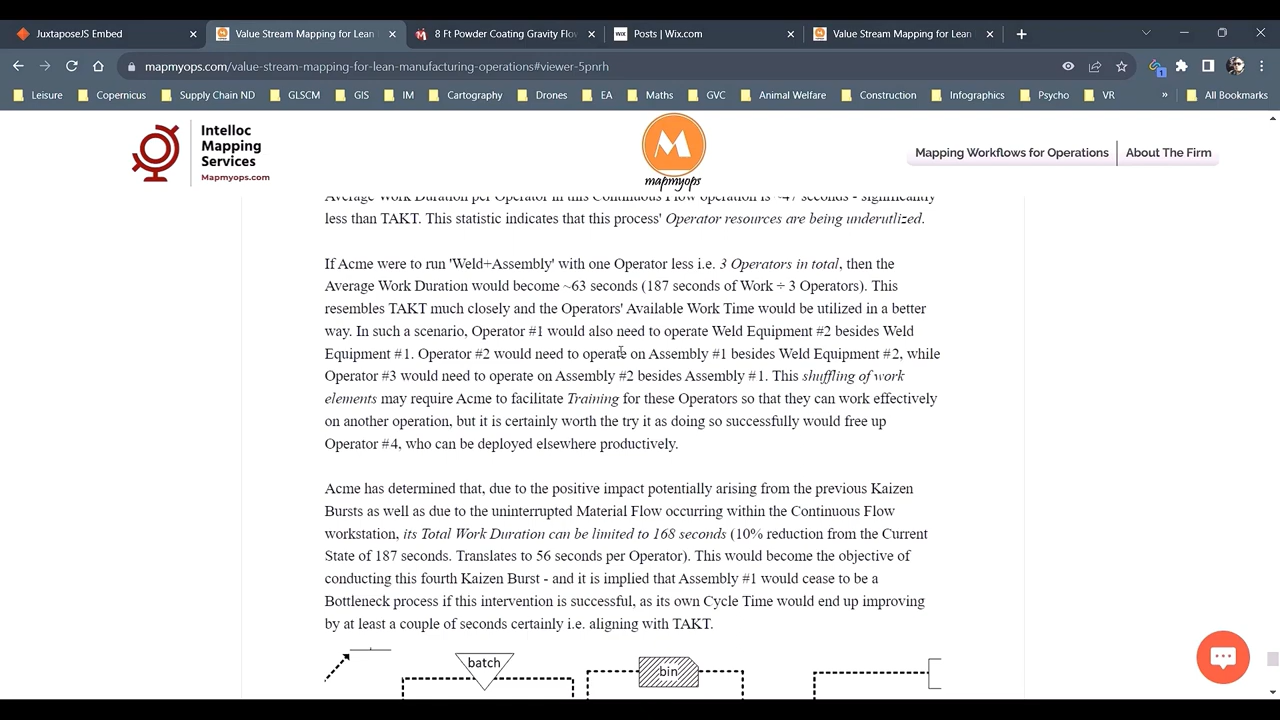 JuxtaposeJS Embed
Value Stream Mapping for Lean
8 Ft Powder Coating Gravity Flo
WIX
Posts | Wix.com
Value Stream Mapping for Lean
mapmyops.com/value-stream-mapping-for-lean-manufacturing-operations#viewer-5pnrh
1
Leisure
Copernicus
Supply Chain ND
GLSCM
GIS
IM
Cartography
Drones
EA
Maths
GVC
Animal Welfare
Construction
Infographics
Psycho
VR
»
All Bookmarks
Intelloc
Mapping
Services
Mapmyops.com
M
mapmyops
Mapping Workflows for Operations
About The Firm
Average Work Duration per Operator in this Continuous Flow operation is ~47 seconds - significantly
less than TAKT. This statistic indicates that this process' Operator resources are being underutlized.
If Acme were to run 'Weld+Assembly' with one Operator less i.e. 3 Operators in total, then the
Average Work Duration would become ~63 seconds (187 seconds of Work ÷ 3 Operators). This
resembles TAKT much closely and the Operators' Available Work Time would be utilized in a better
way. In such a scenario, Operator #1 would also need to operate Weld Equipment #2 besides Weld
Equipment #1. Operator #2 would need to operate on Assembly #1 besides Weld Equipment #2, while
Operator #3 would need to operate on Assembly #2 besides Assembly #1. This shuffling of work
elements may require Acme to facilitate Training for these Operators so that they can work effectively
on another operation, but it is certainly worth the try it as doing so successfully would free up
Operator #4, who can be deployed elsewhere productively.
Acme has determined that, due to the positive impact potentially arising from the previous Kaizen
Bursts as well as due to the uninterrupted Material Flow occurring within the Continuous Flow
workstation, its Total Work Duration can be limited to 168 seconds (10% reduction from the Current
State of 187 seconds. Translates to 56 seconds per Operator). This would become the objective of
conducting this fourth Kaizen Burst - and it is implied that Assembly #1 would cease to be a
Bottleneck process if this intervention is successful, as its own Cycle Time would end up improving
by at least a couple of seconds certainly i.e. aligning with TAKT.
batch
bin